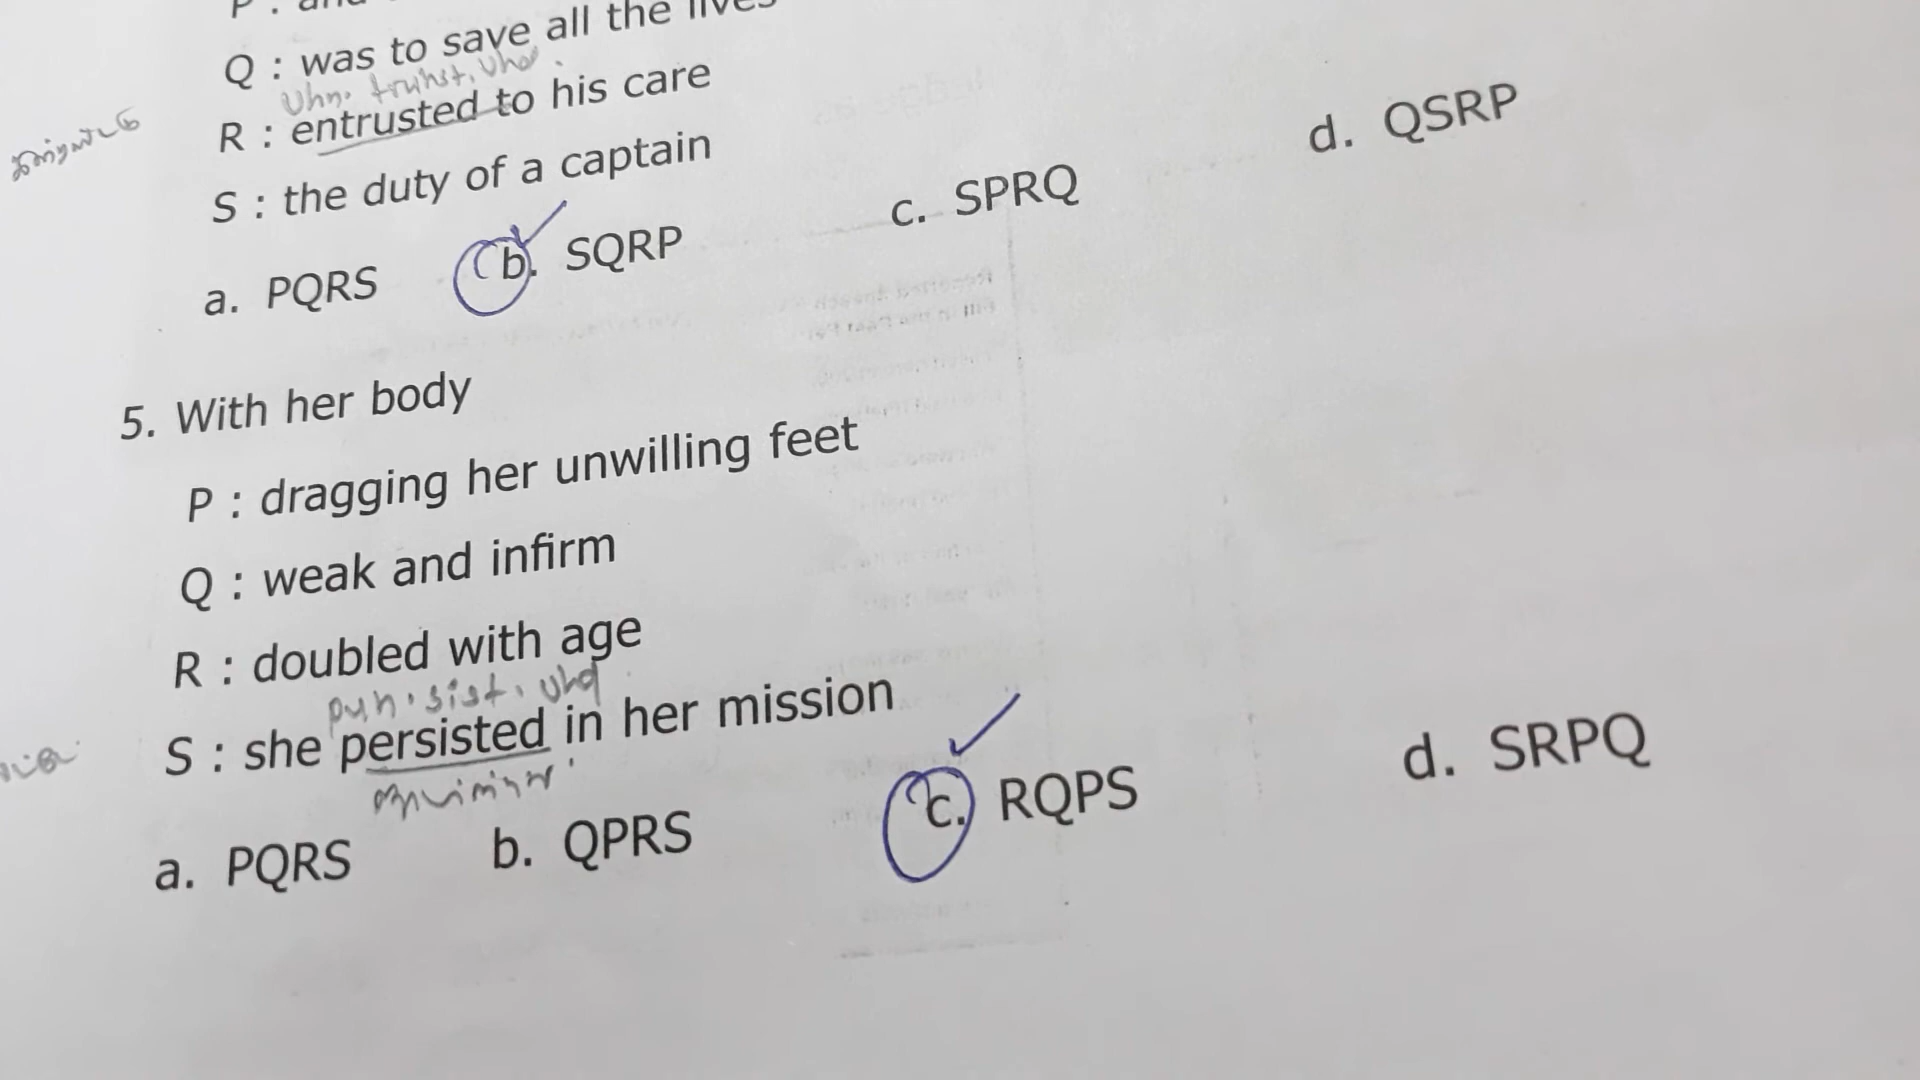 Q : was to save all the lives
R : entrusted to his care
S : the duty of a captain
a. PQRS b. SQRP c. SPRQ d. QSRP
5. With her body
P : dragging her unwilling feet
Q : weak and infirm
R : doubled with age
S : she persisted in her mission
a. PQRS b. QPRS c. RQPS d. SRPQ